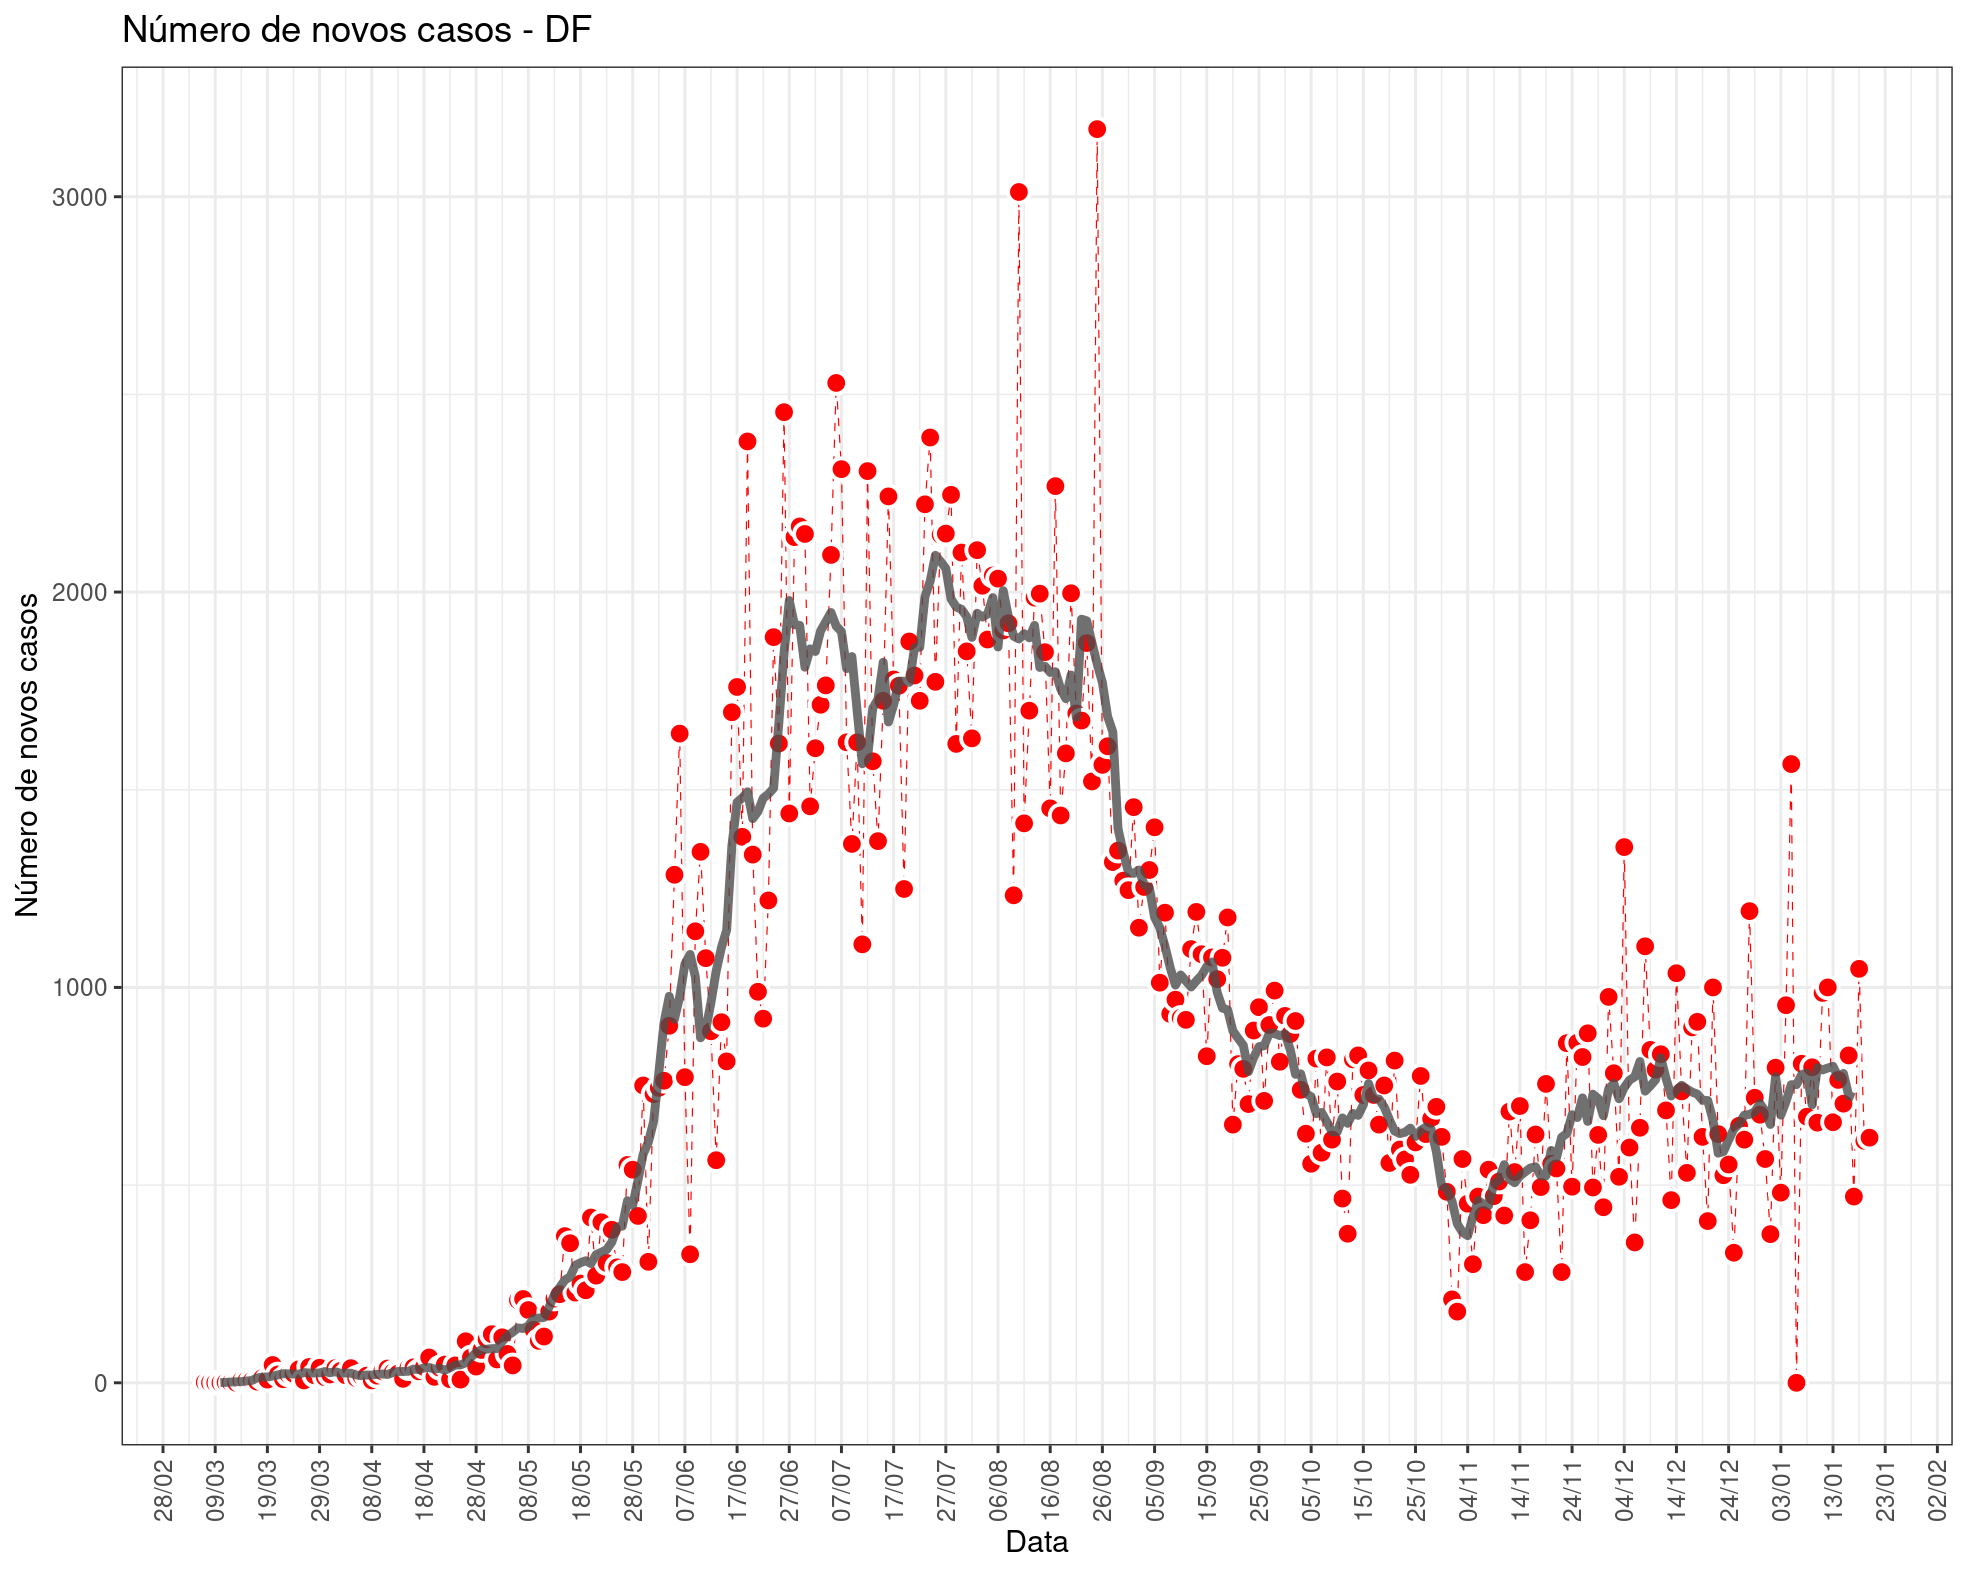 Número de novos casos - DF
Número de novos casos
3000
2000
1000
0
28/02 09/03 19/03 29/03 08/04 18/04 28/04 08/05 18/05 28/05 07/06 17/06 27/06 07/07 17/07 27/07 06/08 16/08 26/08 05/09 15/09 25/09 05/10 15/10 25/10 04/11 14/11 24/11 04/12 14/12 24/12 03/01 13/01 23/01 02/02
Data